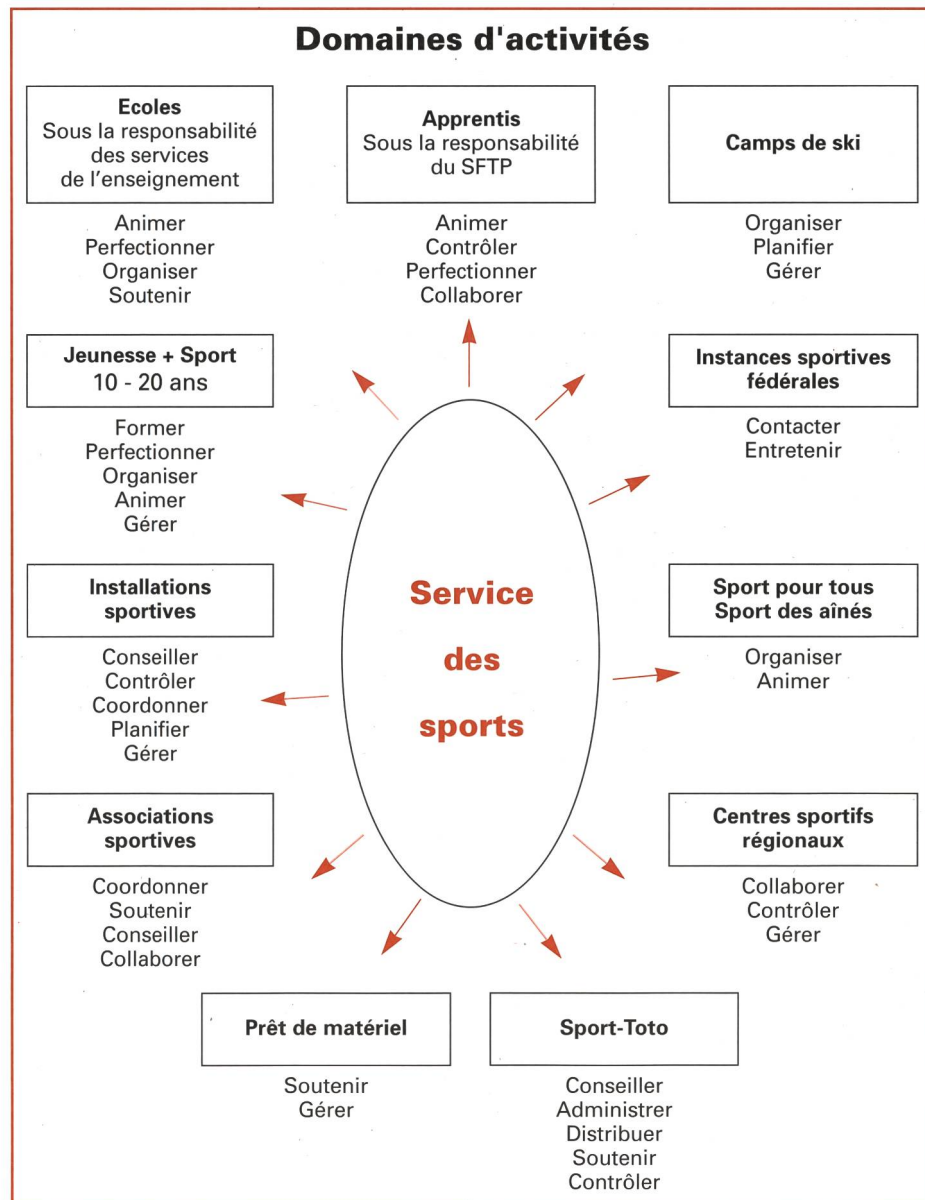 Domaines d'activités
Ecoles
Sous la responsabilité
des services
de l'enseignement
Animer
Perfectionner
Organiser
Soutenir
Apprentis
Sous la responsabilité
du SFTP
Animer
Contrôler
Perfectionner
Collaborer
Camps de ski
Organiser
Planifier
Gérer
Jeunesse + Sport
10 - 20 ans
Former
Perfectionner
Organiser
Animer
Gérer
Instances sportives
fédérales
Contacter
Entretenir
Installations
sportives
Conseiller
Contrôler
Coordonner
Planifier
Gérer
Service
des
sports
Sport pour tous
Sport des aînés
Organiser
Animer
Associations
sportives
Coordonner
Soutenir
Conseiller
Collaborer
Centres sportifs
régionaux
Collaborer
Contrôler
Gérer
Prêt de matériel
Soutenir
Gérer
Sport-Toto
Conseiller
Administrer
Distribuer
Soutenir
Contrôler